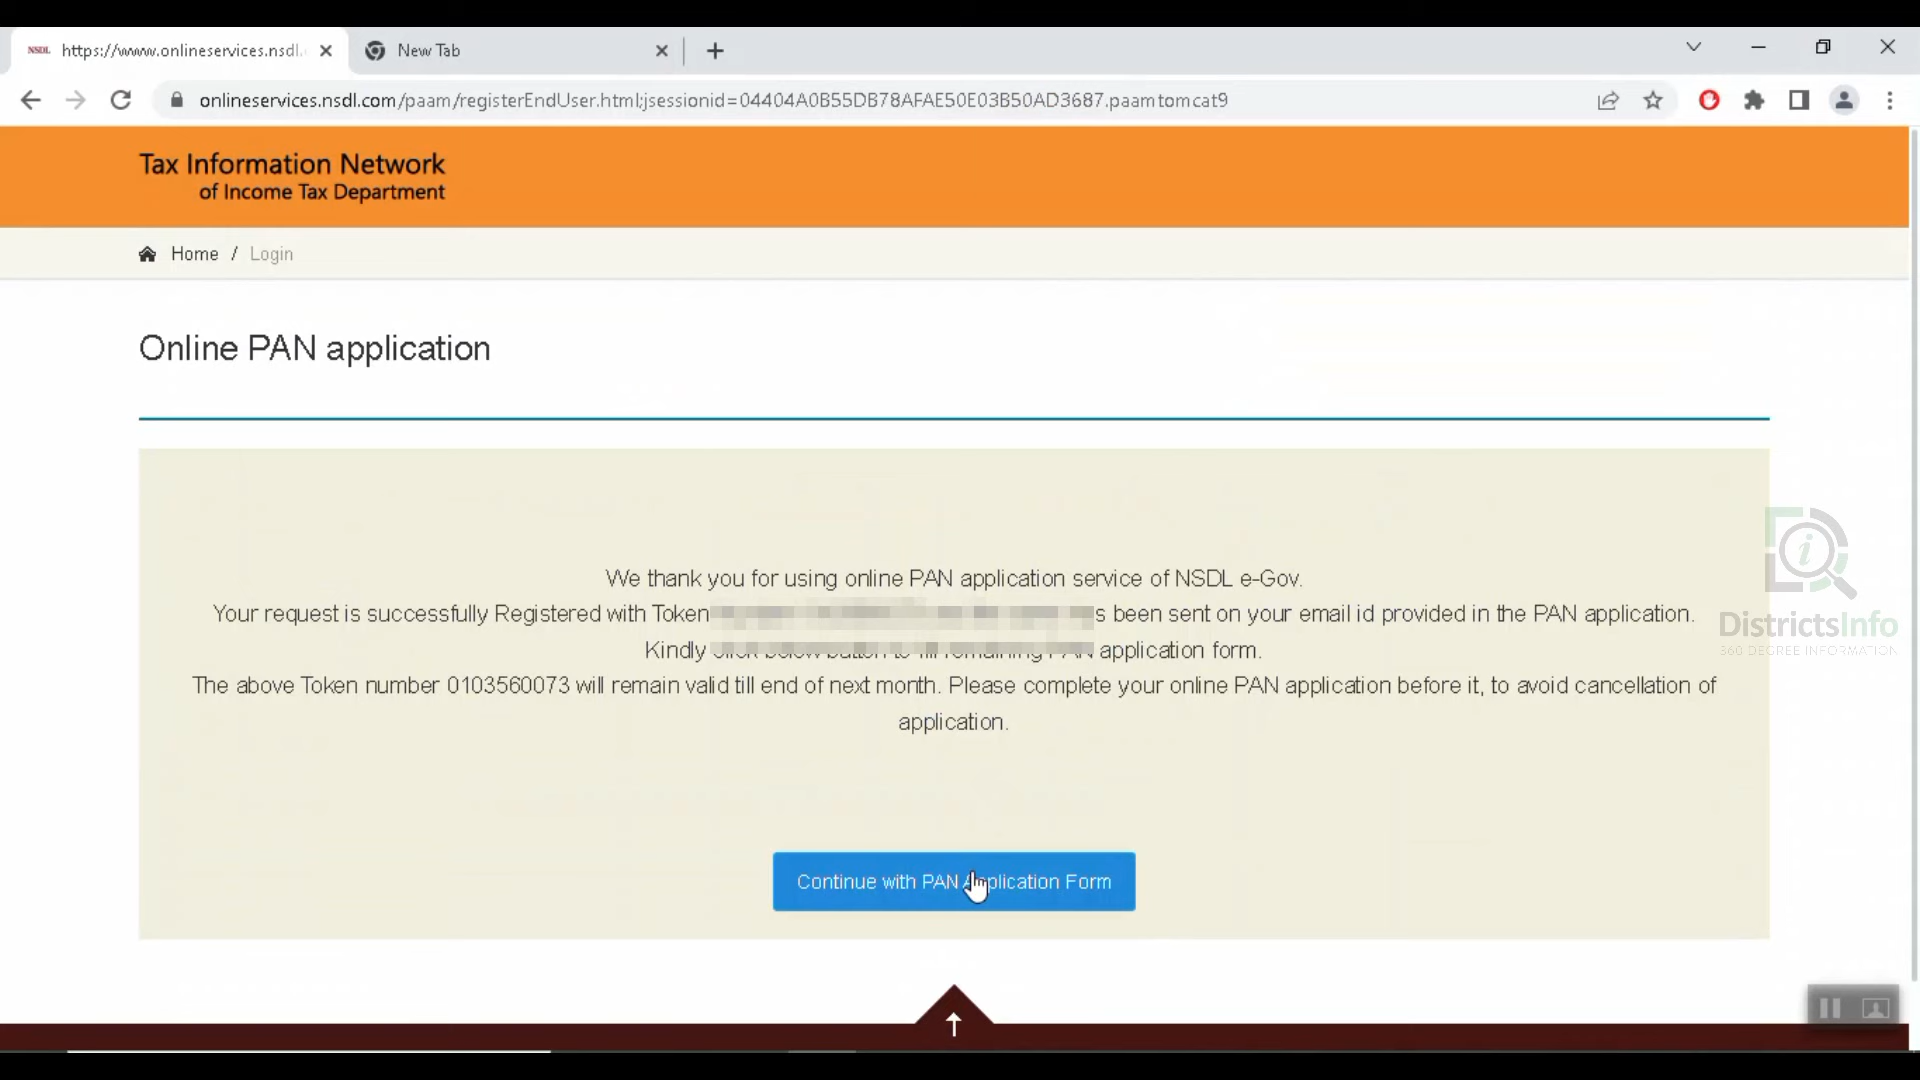 NSDL https://www.onlineservices.nsdl. New Tab
onlineservices.nsdl.com/paam/registerEndUser.html;jsessionid=04404A0B55DB78AFAE50E03B50AD3687.paamtomcat9
Tax Information Network
of Income Tax Department
Home / Login
Online PAN application
We thank you for using online PAN application service of NSDL e-Gov.
Your request is successfully Registered with Token s been sent on your email id provided in the PAN application.
Kindly application form.
The above Token number 0103560073 will remain valid till end of next month. Please complete your online PAN application before it, to avoid cancellation of
application.
DistrictsInfo
360 DEGREE INFORMATION
Continue with PAN Application Form